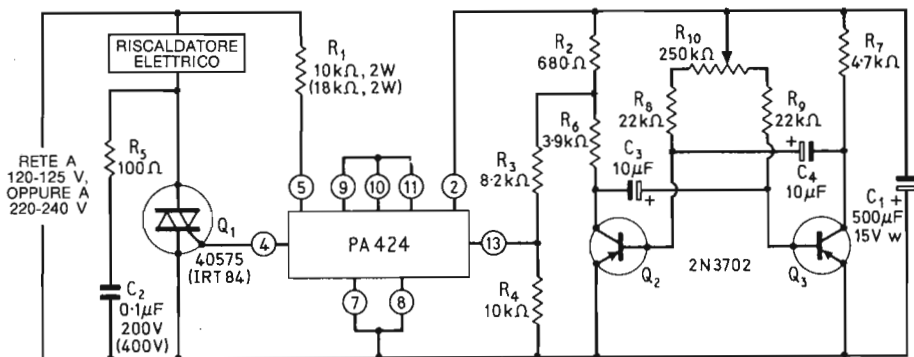 RISCALDATORE
ELETTRICO
RETE A
120-125 V,
OPPURE A
220-240 V
R5
100Ω
C2
0.1µF
200V
(400V)
Q1
40575
(IRT 84)
R1
10kΩ, 2W
(18kΩ, 2W)
5
9
10
11
2
4
PA 424
13
7
8
R2
680Ω
R3
8.2kΩ
R6
3.9kΩ
C3
10µF
+
R4
10kΩ
R10
250kΩ
R8
22kΩ
R9
22kΩ
R7
4.7kΩ
+
C4
10µF
Q2
2N3702
Q3
C1 +
500µF
15V W